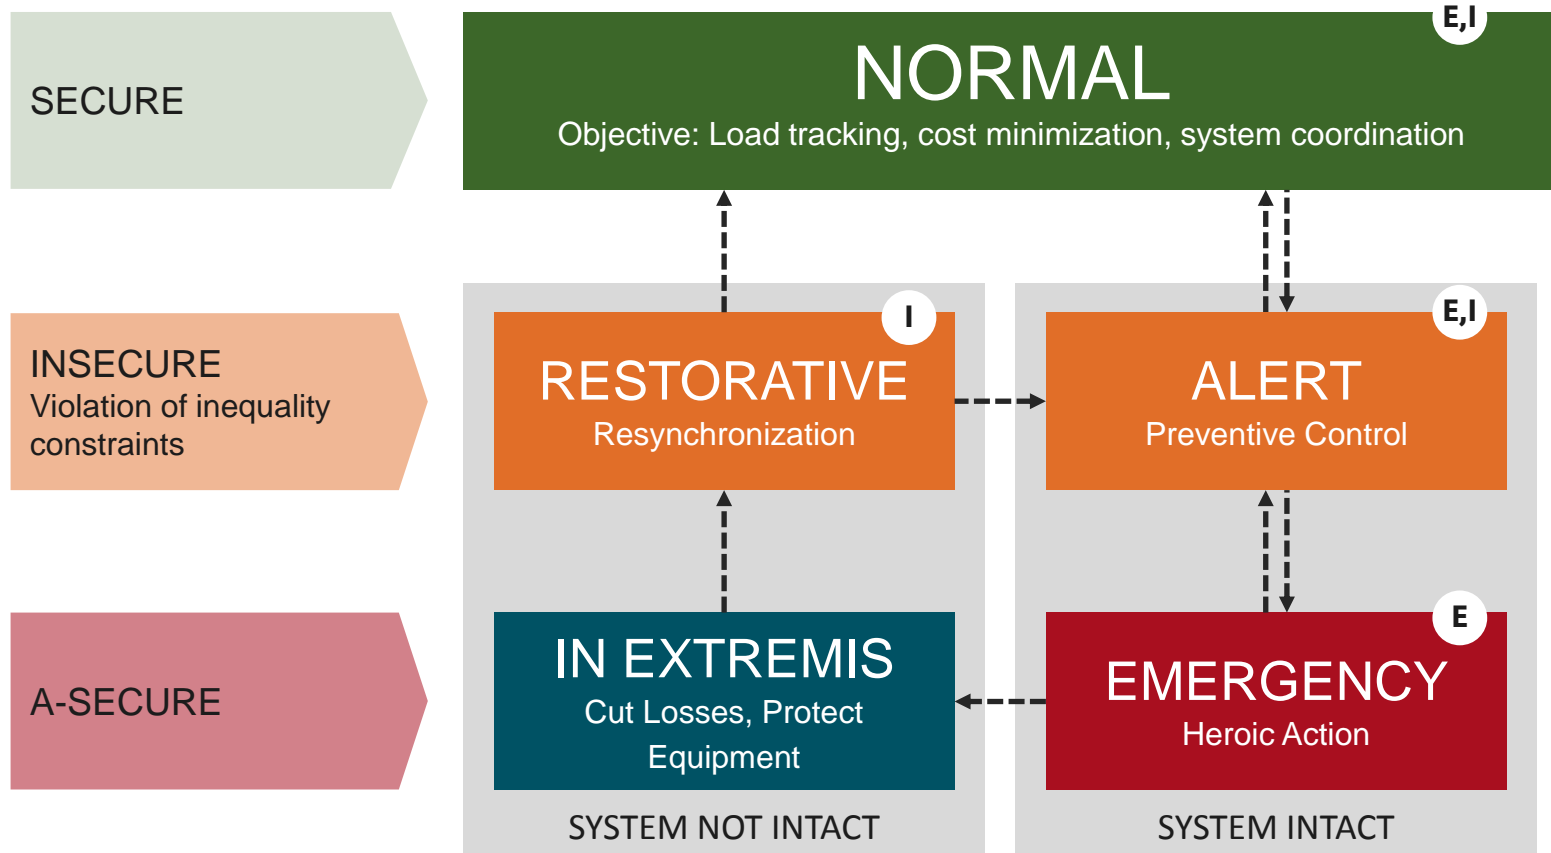 SECURE
E,I
NORMAL
Objective: Load tracking, cost minimization, system coordination
INSECURE
Violation of inequality
constraints
I
RESTORATIVE
Resynchronization
E,I
ALERT
Preventive Control
A-SECURE
IN EXTREMIS
Cut Losses, Protect
Equipment
E
EMERGENCY
Heroic Action
SYSTEM NOT INTACT
SYSTEM INTACT